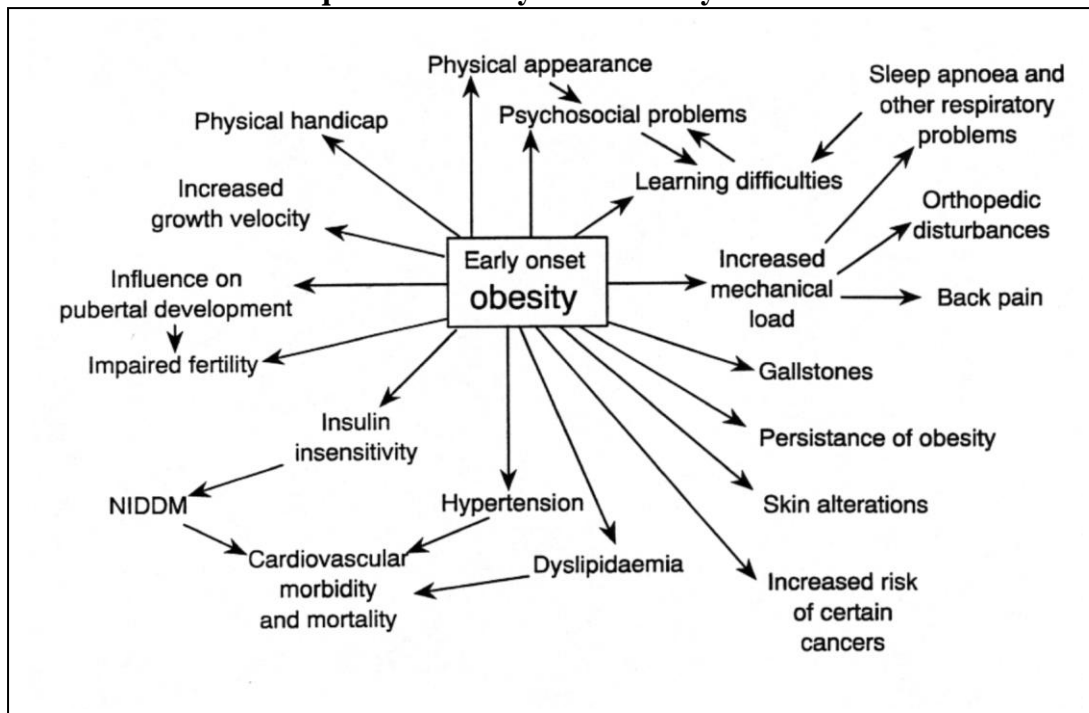 Physical appearance
Psychosocial problems
Sleep apnoea and
other respiratory
problems
Physical handicap
Learning difficulties
Increased
growth velocity
Orthopedic
disturbances
Early onset
obesity
Increased
mechanical
load
Influence on
pubertal development
Back pain
Impaired fertility
Gallstones
Insulin
insensitivity
Persistance of obesity
NIDDM
Hypertension
Skin alterations
Cardiovascular
morbidity
and mortality
Dyslipidaemia
Increased risk
of certain
cancers